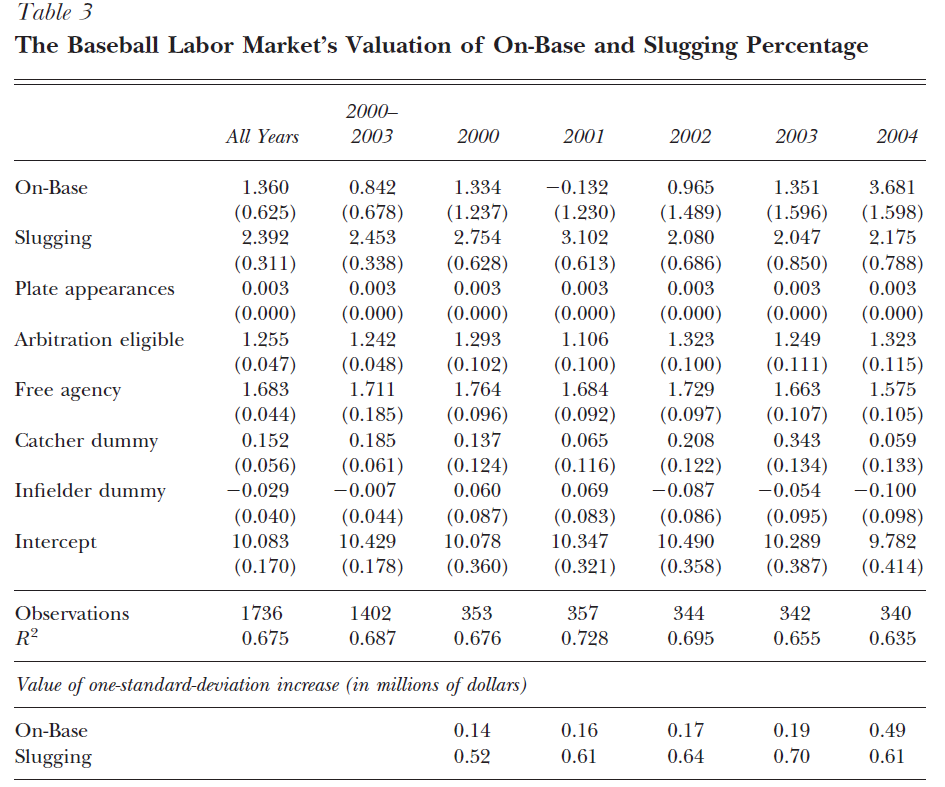 Table 3
The Baseball Labor Market's Valuation of On-Base and Slugging Percentage
2000–
All Years 2003 2000 2001 2002 2003 2004
On-Base 1.360 0.842 1.334 −0.132 0.965 1.351 3.681
(0.625) (0.678) (1.237) (1.230) (1.489) (1.596) (1.598)
Slugging 2.392 2.453 2.754 3.102 2.080 2.047 2.175
(0.311) (0.338) (0.628) (0.613) (0.686) (0.850) (0.788)
Plate appearances 0.003 0.003 0.003 0.003 0.003 0.003 0.003
(0.000) (0.000) (0.000) (0.000) (0.000) (0.000) (0.000)
Arbitration eligible 1.255 1.242 1.293 1.106 1.323 1.249 1.323
(0.047) (0.048) (0.102) (0.100) (0.100) (0.111) (0.115)
Free agency 1.683 1.711 1.764 1.684 1.729 1.663 1.575
(0.044) (0.185) (0.096) (0.092) (0.097) (0.107) (0.105)
Catcher dummy 0.152 0.185 0.137 0.065 0.208 0.343 0.059
(0.056) (0.061) (0.124) (0.116) (0.122) (0.134) (0.133)
Infielder dummy −0.029 −0.007 0.060 0.069 −0.087 −0.054 −0.100
(0.040) (0.044) (0.087) (0.083) (0.086) (0.095) (0.098)
Intercept 10.083 10.429 10.078 10.347 10.490 10.289 9.782
(0.170) (0.178) (0.360) (0.321) (0.358) (0.387) (0.414)
Observations 1736 1402 353 357 344 342 340
R² 0.675 0.687 0.676 0.728 0.695 0.655 0.635
Value of one-standard-deviation increase (in millions of dollars)
On-Base 0.14 0.16 0.17 0.19 0.49
Slugging 0.52 0.61 0.64 0.70 0.61